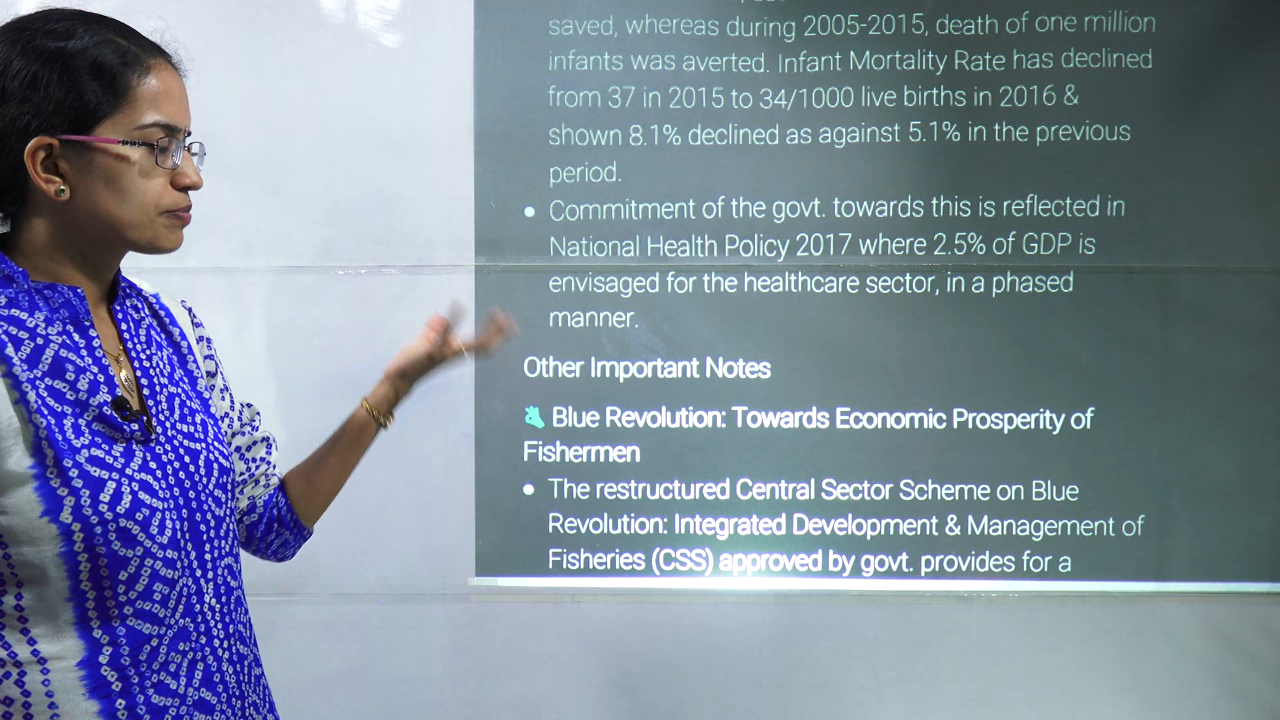 saved, whereas during 2005-2015, death of one million
infants was averted. Infant Mortality Rate has declined
from 37 in 2015 to 34/1000 live births in 2016 &
shown 8.1% declined as against 5.1% in the previous
period.
• Commitment of the govt. towards this is reflected in
National Health Policy 2017 where 2.5% of GDP is
envisaged for the healthcare sector, in a phased
manner.
Other Important Notes
Blue Revolution: Towards Economic Prosperity of
Fishermen
• The restructured Central Sector Scheme on Blue
Revolution: Integrated Development & Management of
Fisheries (CSS) approved by govt. provides for a